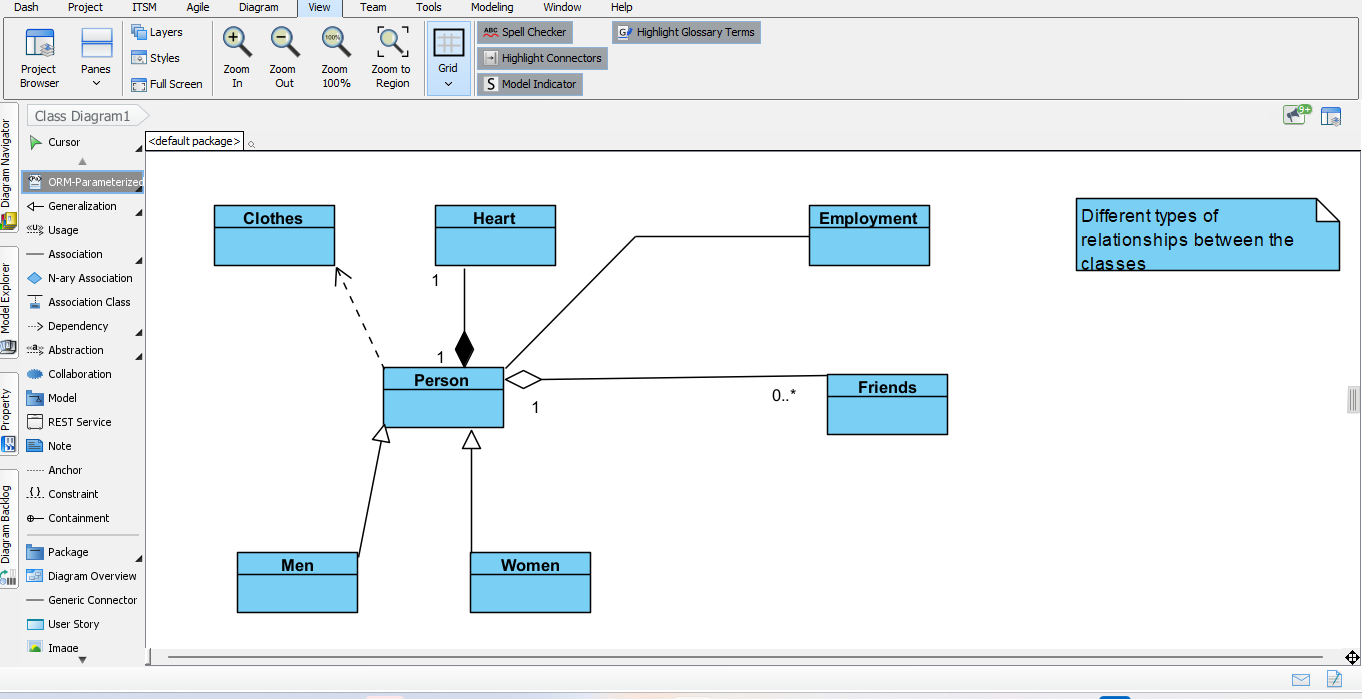 Dash Project ITSM Agile Diagram View Team Tools Modeling Window Help
Project Browser
Panes
Layers
Styles
Full Screen
Zoom In
Zoom Out
100%
Zoom 100%
Zoom to Region
Grid
ABC Spell Checker
Highlight Connectors
S Model Indicator
G Highlight Glossary Terms
Class Diagram1
9+
Diagram Navigator
Model Explorer
Property
Diagram Backlog
Cursor
ORM-Parameterized
Generalization
«u» Usage
Association
N-ary Association
Association Class
Dependency
«a» Abstraction
Collaboration
Model
REST Service
Note
Anchor
{} Constraint
Containment
Package
Diagram Overview
Generic Connector
User Story
Image
<default package>
Clothes
Heart
Employment
Different types of
relationships between the
classes
1
1
Person
1
0..*
Friends
Men
Women